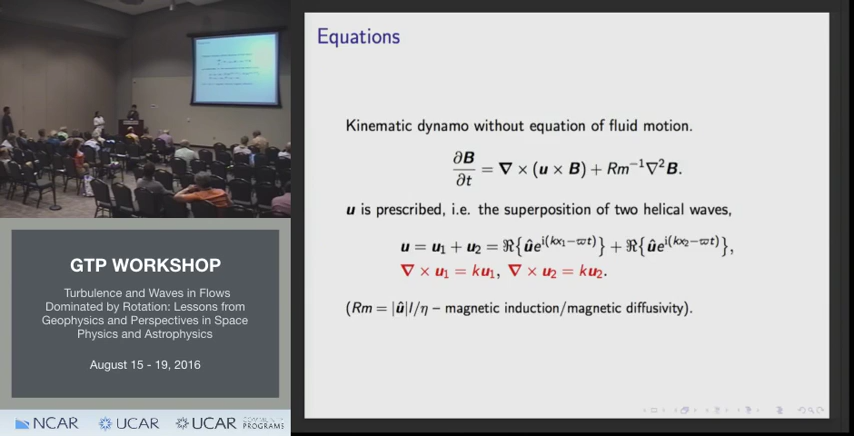 Equations
Kinematic dynamo without equation of fluid motion.
∂B/∂t = ∇ × (u × B) + Rm⁻¹∇²B.
u is prescribed, i.e. the superposition of two helical waves,
u = u₁ + u₂ = ℜ{ûe^{i(kx₁−ϖt)}} + ℜ{ûe^{i(kx₂−ϖt)}},
∇ × u₁ = ku₁, ∇ × u₂ = ku₂.
(Rm = |û|l/η − magnetic induction/magnetic diffusivity).
GTP WORKSHOP
Turbulence and Waves in Flows
Dominated by Rotation: Lessons from
Geophysics and Perspectives in Space
Physics and Astrophysics
August 15 - 19, 2016
NCAR UCAR UCAR COMMUNITY
PROGRAMS